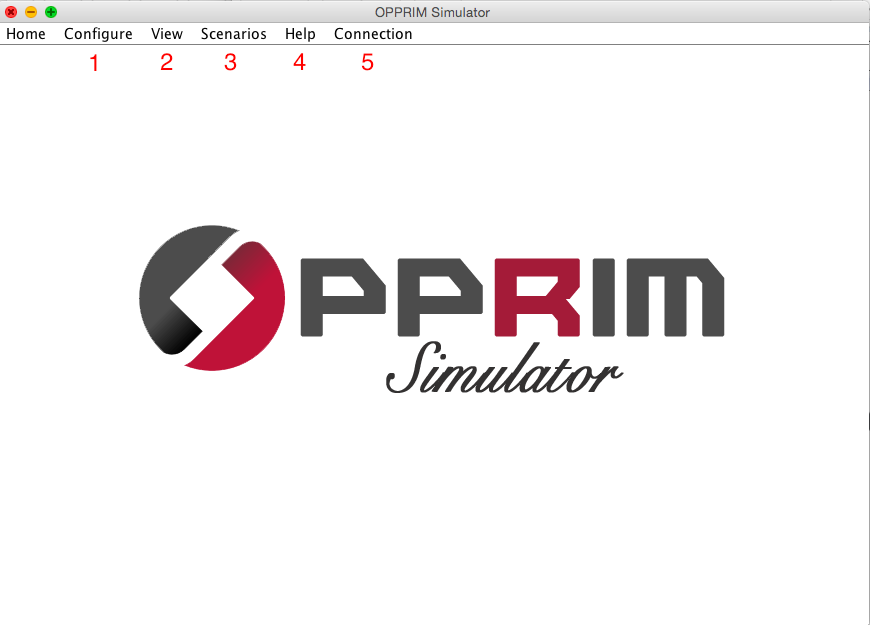 OPPRIM Simulator
Home Configure View Scenarios Help Connection
1 2 3 4 5
OPPRIM
Simulator